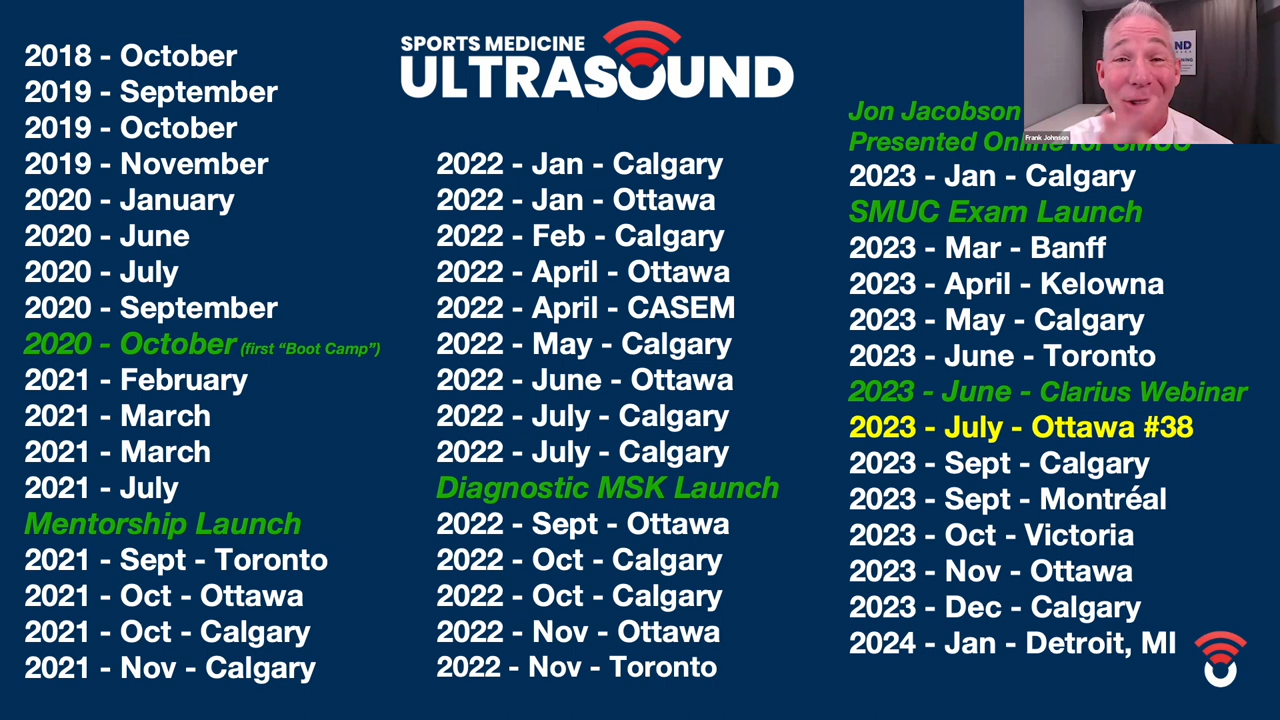 2018 - October
2019 - September
2019 - October
2019 - November
2020 - January
2020 - June
2020 - July
2020 - September
2020 - October (first “Boot Camp”)
2021 - February
2021 - March
2021 - March
2021 - July
Mentorship Launch
2021 - Sept - Toronto
2021 - Oct - Ottawa
2021 - Oct - Calgary
2021 - Nov - Calgary
SPORTS MEDICINE
ULTRASOUND
2022 - Jan - Calgary
2022 - Jan - Ottawa
2022 - Feb - Calgary
2022 - April - Ottawa
2022 - April - CASEM
2022 - May - Calgary
2022 - June - Ottawa
2022 - July - Calgary
2022 - July - Calgary
Diagnostic MSK Launch
2022 - Sept - Ottawa
2022 - Oct - Calgary
2022 - Oct - Calgary
2022 - Nov - Ottawa
2022 - Nov - Toronto
Jon Jacobson
Presented Online for SMUC
2023 - Jan - Calgary
SMUC Exam Launch
2023 - Mar - Banff
2023 - April - Kelowna
2023 - May - Calgary
2023 - June - Toronto
2023 - June - Clarius Webinar
2023 - July - Ottawa #38
2023 - Sept - Calgary
2023 - Sept - Montréal
2023 - Oct - Victoria
2023 - Nov - Ottawa
2023 - Dec - Calgary
2024 - Jan - Detroit, MI
Frank Johnson